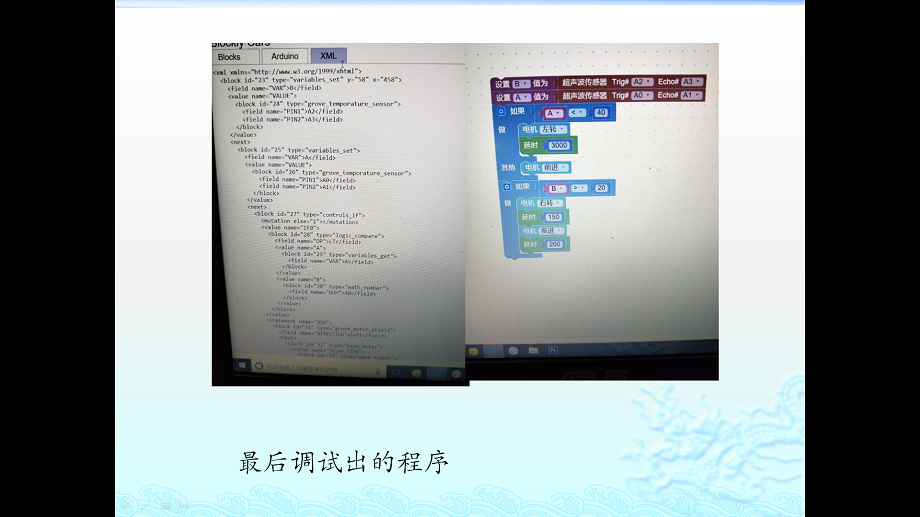 Blockly Cars
Blocks Arduino XML
<xml xmlns="http://www.w3.org/1999/xhtml">
<block id="23" type="variables_set" y="58" x="458">
<field name="VAR">B</field>
<value name="VALUE">
<block id="24" type="grove_temperature_sensor">
<field name="PIN1">A2</field>
<field name="PIN2">A3</field>
</block>
</value>
<next>
<block id="25" type="variables_set">
<field name="VAR">A</field>
<value name="VALUE">
<block id="26" type="grove_temperature_sensor">
<field name="PIN1">A0</field>
<field name="PIN2">A1</field>
</block>
</value>
<next>
<block id="27" type="controls_if">
<mutation else="1"></mutation>
<value name="IF0">
<block id="28" type="logic_compare">
<field name="OP">LT</field>
<value name="A">
<block id="29" type="variables_get">
<field name="VAR">A</field>
</block>
</value>
<value name="B">
<block id="30" type="math_number">
<field name="NUM">40</field>
</block>
</value>
</block>
</value>
<statement name="DO0">
<block id="31" type="grove_motor_shield">
<field name="DIRECTION">left</field>
<next>
<block id="32" type="base_delay">
<value name="DELAY_TIME">
<block id="33" type="math_number">
设置 B 值为 超声波传感器 Trig# A2 Echo# A3
设置 A 值为 超声波传感器 Trig# A0 Echo# A1
如果 A < 40
做 电机 左转
延时 3000
其他 电机 前进
如果 B > 20
做 电机 右转
延时 150
电机 前进
延时 200
最后调试出的程序